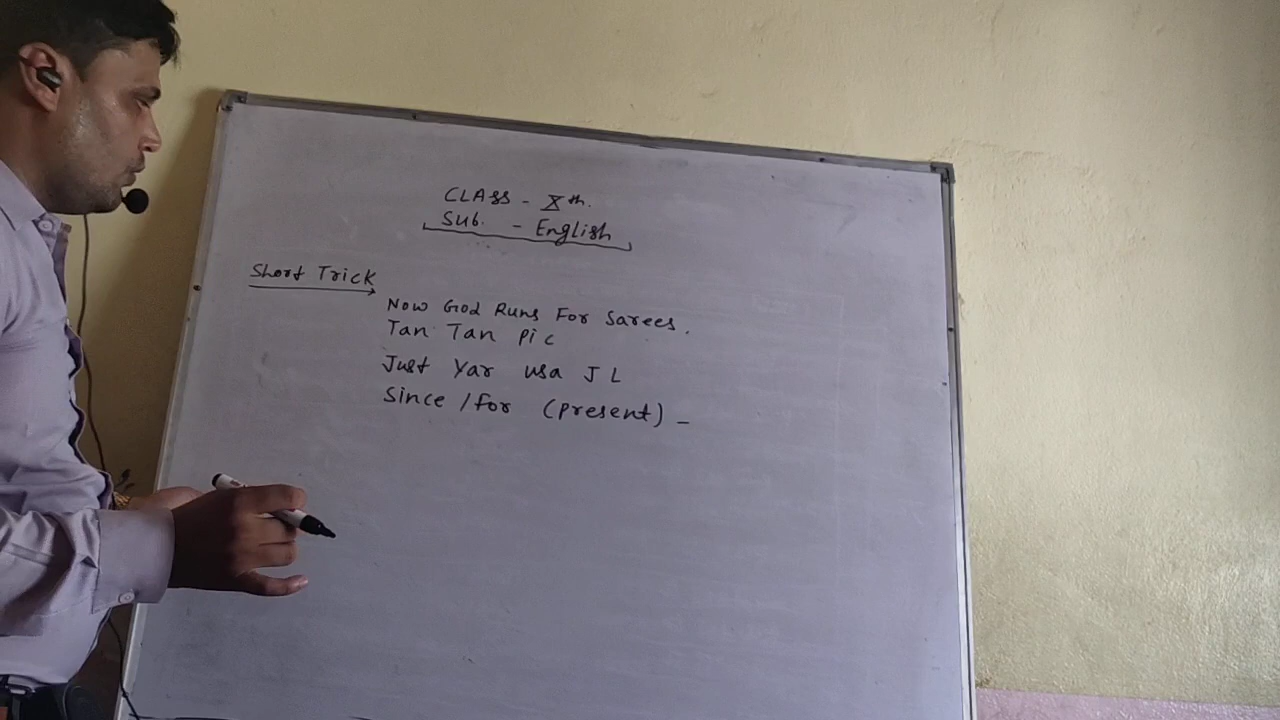 CLASS - Xth.
Sub. - English
Short Trick
Now God Runs For Sarees.
Tan Tan Pic
Just Yar usa J L
Since / for (present) -